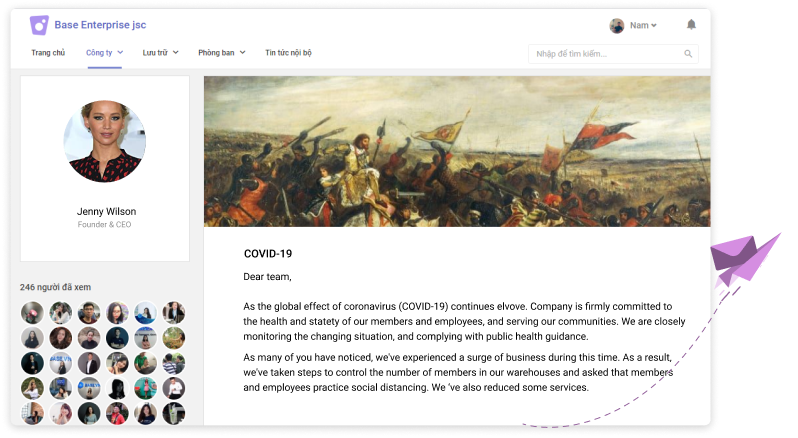 Base Enterprise jsc
Nam
Trang chủ Công ty Lưu trữ Phòng ban Tin tức nội bộ
Nhập để tìm kiếm...
Jenny Wilson
Founder & CEO
246 người đã xem
COVID-19
Dear team,
As the global effect of coronavirus (COVID-19) continues elvove. Company is firmly committed to
the health and statety of our members and employees, and serving our communities. We are closely
monitoring the changing situation, and complying with public health guidance.
As many of you have noticed, we've experienced a surge of business during this time. As a result,
we've taken steps to control the number of members in our warehouses and asked that members
and employees practice social distancing. We 've also reduced some services.